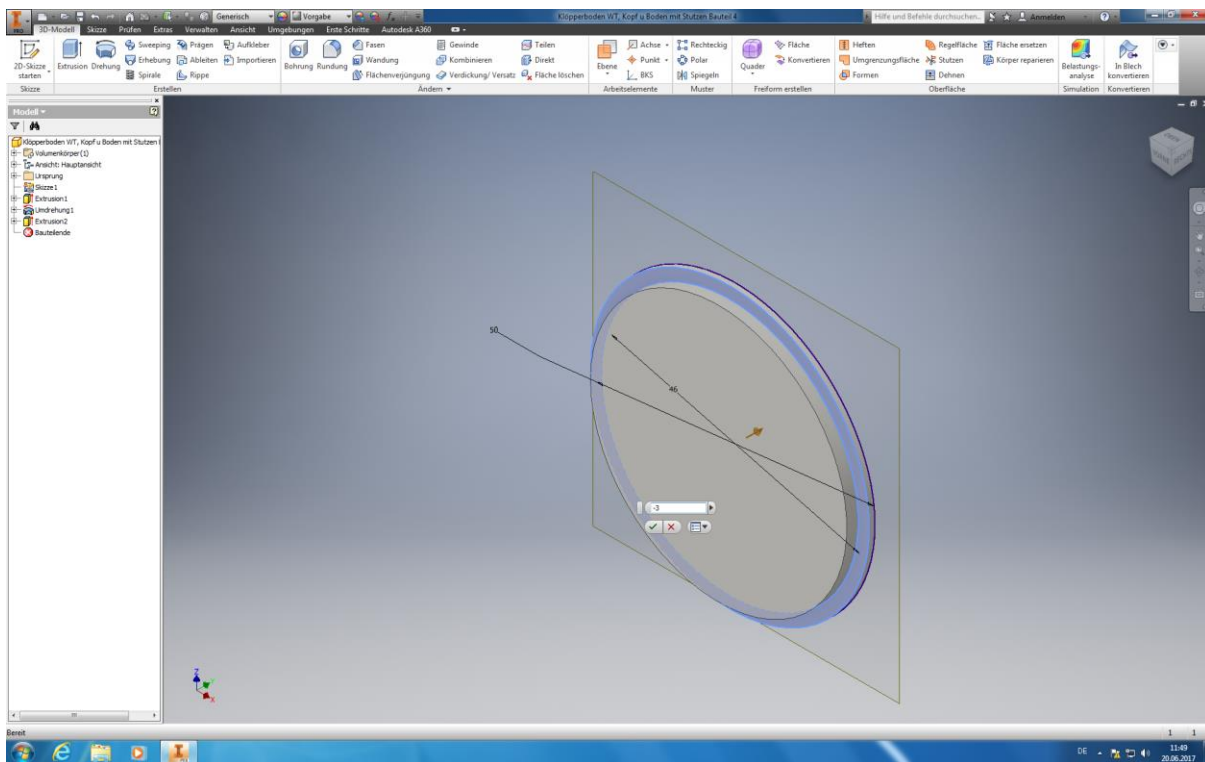 PRO
Generisch
Vorgabe
Klöpperboden WT, Kopf u Boden mit Stutzen Bauteil 4
Hilfe und Befehle durchsuchen...
Anmelden
3D-Modell Skizze Prüfen Extras Verwalten Ansicht Umgebungen Erste Schritte Autodesk A360
2D-Skizze starten
Extrusion
Drehung
Sweeping
Erhebung
Spirale
Prägen
Ableiten
Rippe
Aufkleber
Importieren
Bohrung
Rundung
Fasen
Wandung
Flächenverjüngung
Gewinde
Kombinieren
Verdickung/ Versatz
Teilen
Direkt
Fläche löschen
Ebene
Achse
Punkt
BKS
Rechteckig
Polar
Spiegeln
Quader
Fläche
Konvertieren
Heften
Umgrenzungsfläche
Formen
Regelfläche
Stutzen
Dehnen
Fläche ersetzen
Körper reparieren
Belastungs-
analyse
In Blech
konvertieren
Skizze Erstellen Ändern Arbeitselemente Muster Freiform erstellen Oberfläche Simulation Konvertieren
Modell
Klöpperboden WT, Kopf u Boden mit Stutzen
Volumenkörper(1)
Ansicht: Hauptansicht
Ursprung
Skizze1
Extrusion1
Umdrehung1
Extrusion2
Bauteilende
50
46
-3
Z
Y
X
Bereit
1 1
DE
11:49
20.06.2017